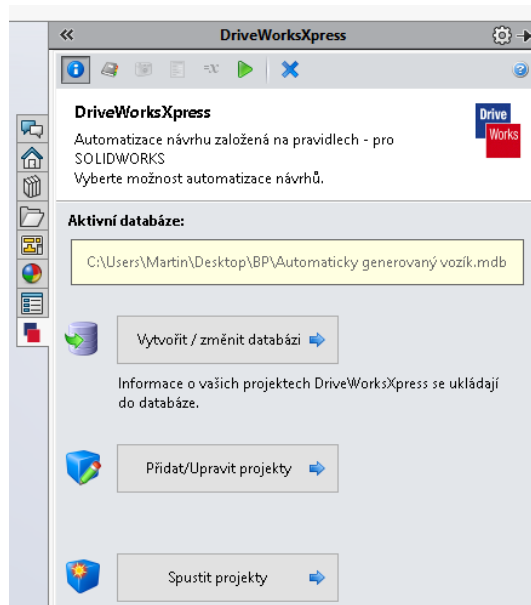 DriveWorksXpress
DriveWorksXpress
Automatizace návrhu založená na pravidlech - pro
SOLIDWORKS
Vyberte možnost automatizace návrhů.
Drive
Works
Aktivní databáze:
C:\Users\Martin\Desktop\BP\Automaticky generovaný vozík.mdb
Vytvořit / změnit databázi
Informace o vašich projektech DriveWorksXpress se ukládají
do databáze.
Přidat/Upravit projekty
Spustit projekty